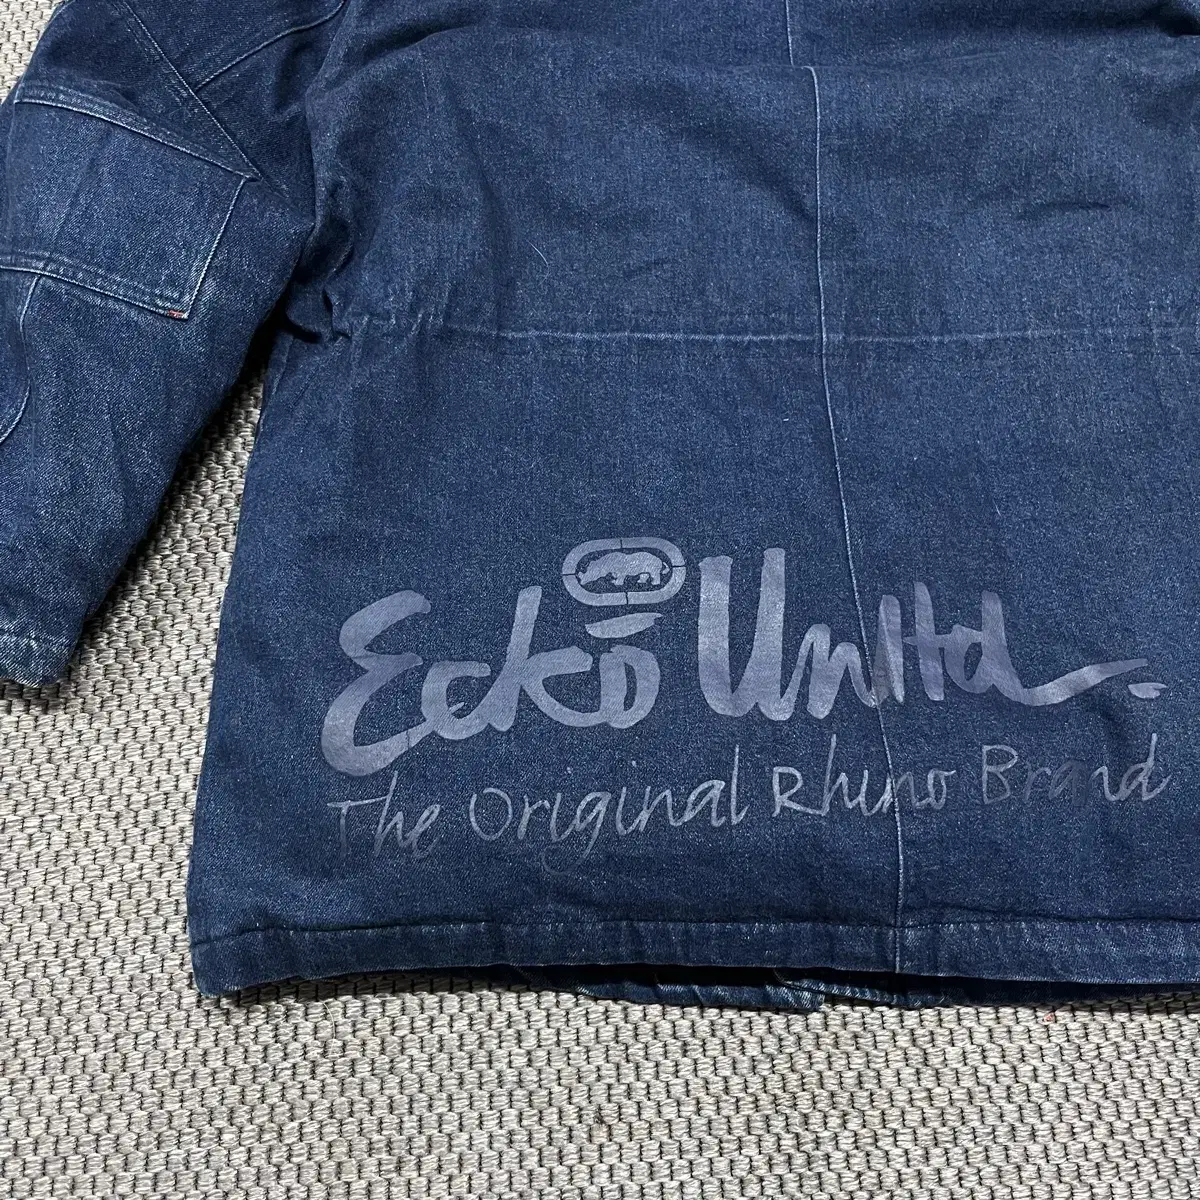 Ecko Unltd.
The Original Rhino Brand